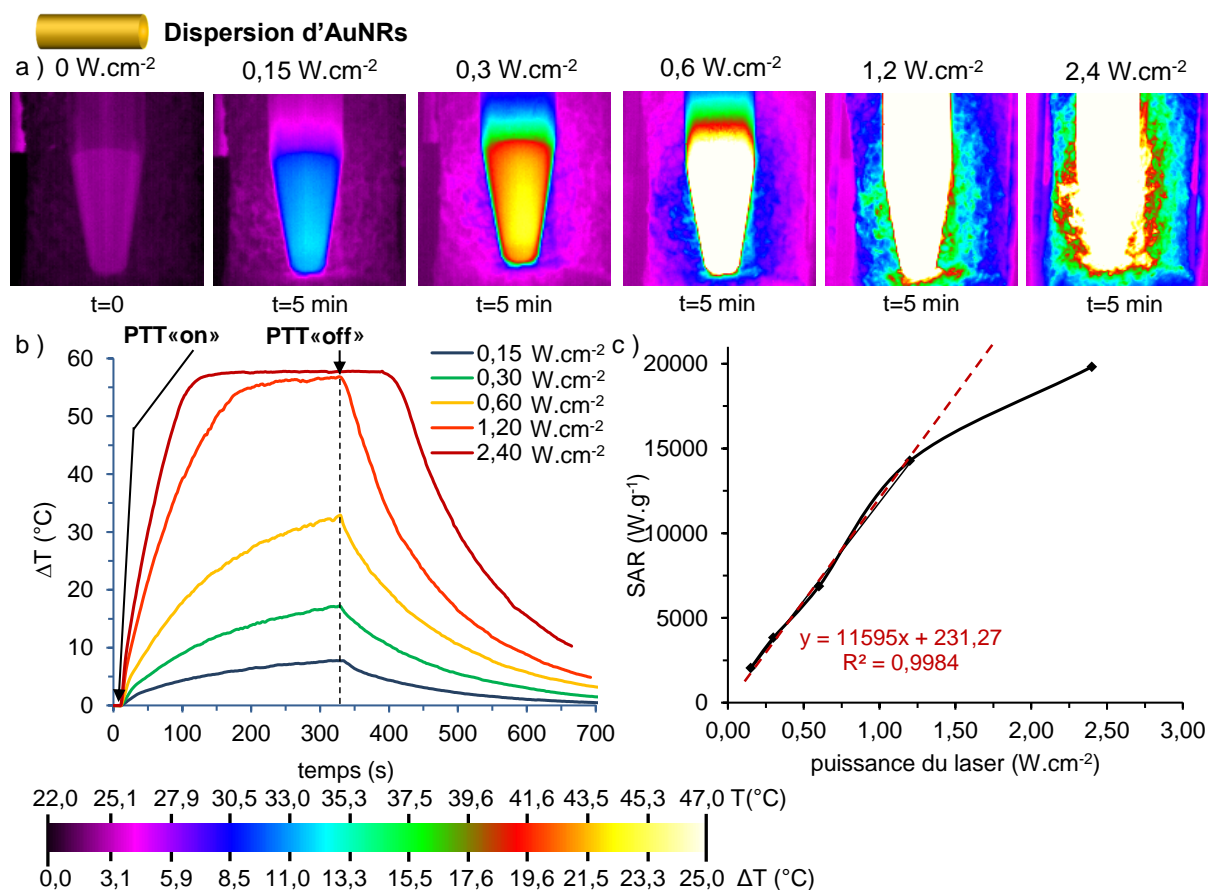 Dispersion d'AuNRs
a ) 0 W.cm-2 0,15 W.cm-2 0,3 W.cm-2 0,6 W.cm-2 1,2 W.cm-2 2,4 W.cm-2
t=0 t=5 min t=5 min t=5 min t=5 min t=5 min
b ) PTT«on» PTT«off» c )
0,15 W.cm-2
0,30 W.cm-2
0,60 W.cm-2
1,20 W.cm-2
2,40 W.cm-2
60
50
40
30
20
10
0
ΔT (°C)
0 100 200 300 400 500 600 700
temps (s)
20000
15000
10000
5000
0
SAR (W.g-1)
y = 11595x + 231,27
R² = 0,9984
0,00 0,50 1,00 1,50 2,00 2,50 3,00
puissance du laser (W.cm-2)
22,0 25,1 27,9 30,5 33,0 35,3 37,5 39,6 41,6 43,5 45,3 47,0 T(°C)
0,0 3,1 5,9 8,5 11,0 13,3 15,5 17,6 19,6 21,5 23,3 25,0 ΔT (°C)